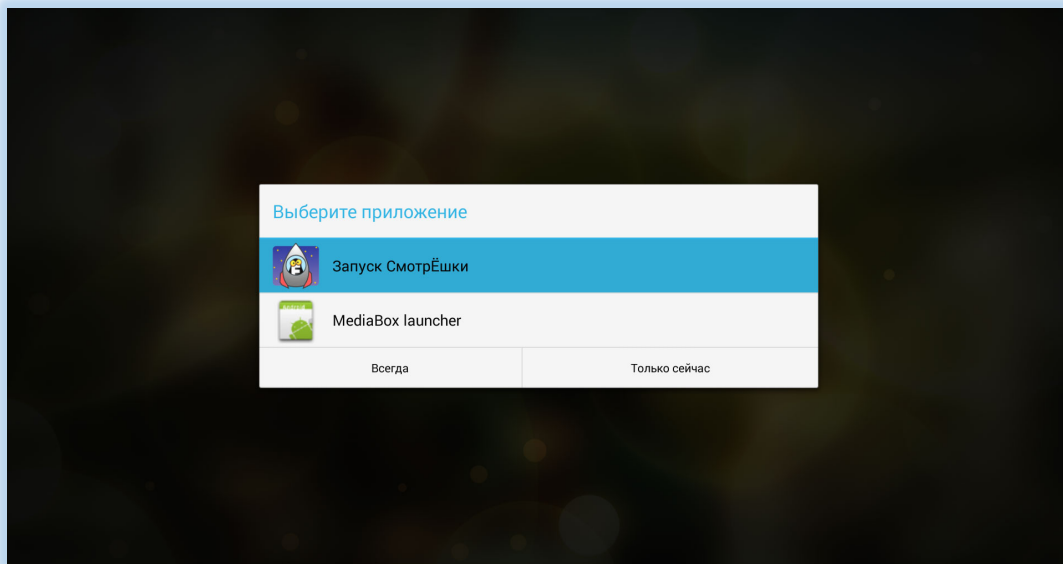 Выберите приложение
Запуск СмотрЁшки
MediaBox launcher
Всегда
Только сейчас